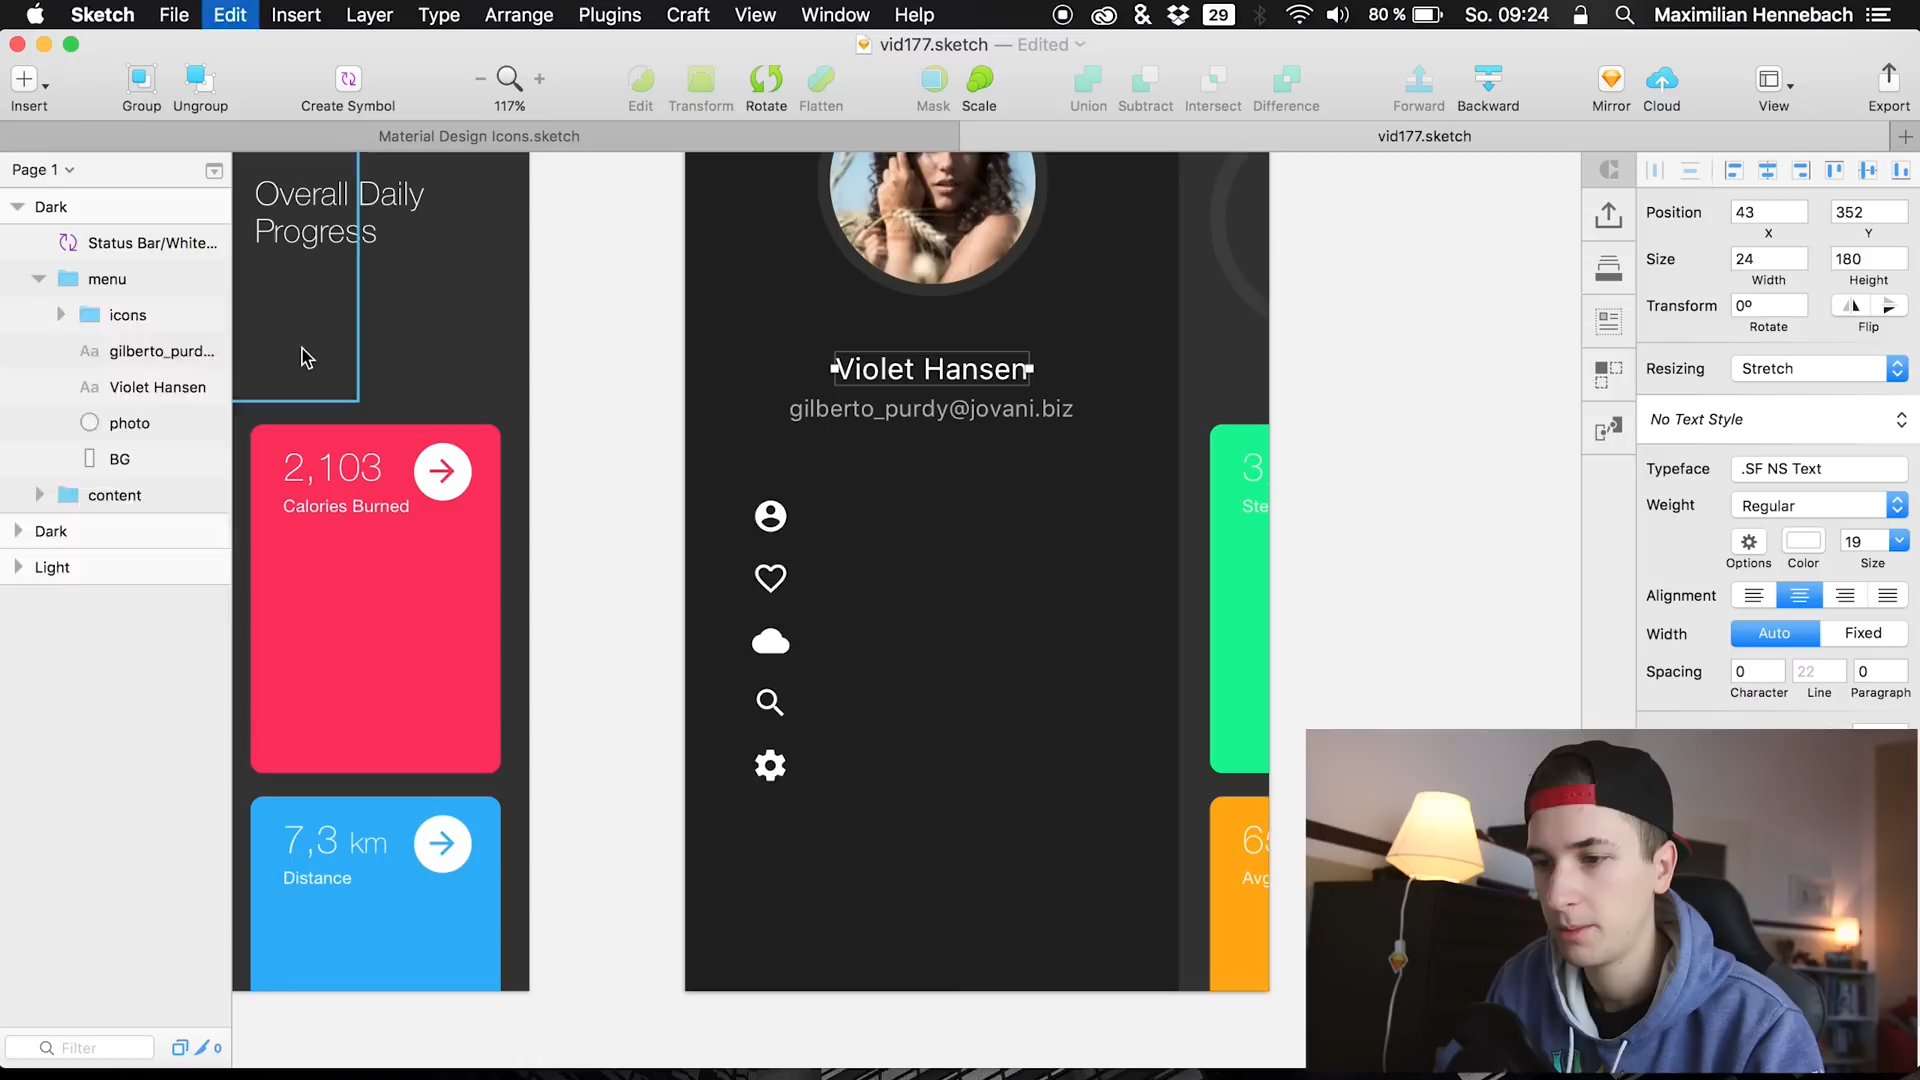 Sketch File Edit Insert Layer Type Arrange Plugins Craft View Window Help 29 80 % So. 09:24 Maximilian Hennebach
vid177.sketch — Edited
Insert Group Ungroup Create Symbol 117% Edit Transform Rotate Flatten Mask Scale Union Subtract Intersect Difference Forward Backward Mirror Cloud View Export
Material Design Icons.sketch vid177.sketch
Page 1
Dark
Status Bar/White...
menu
icons
Aa gilberto_purd...
Aa Violet Hansen
photo
BG
content
Dark
Light
Filter
0
Overall Daily
Progress
2,103
Calories Burned
7,3 km
Distance
Violet Hansen
gilberto_purdy@jovani.biz
3
Ste
Avg
Position 43 352
X Y
Size 24 180
Width Height
Transform 0º
Rotate Flip
Resizing Stretch
No Text Style
Typeface .SF NS Text
Weight Regular
19
Options Color Size
Alignment
Width Auto Fixed
Spacing 0 22 0
Character Line Paragraph